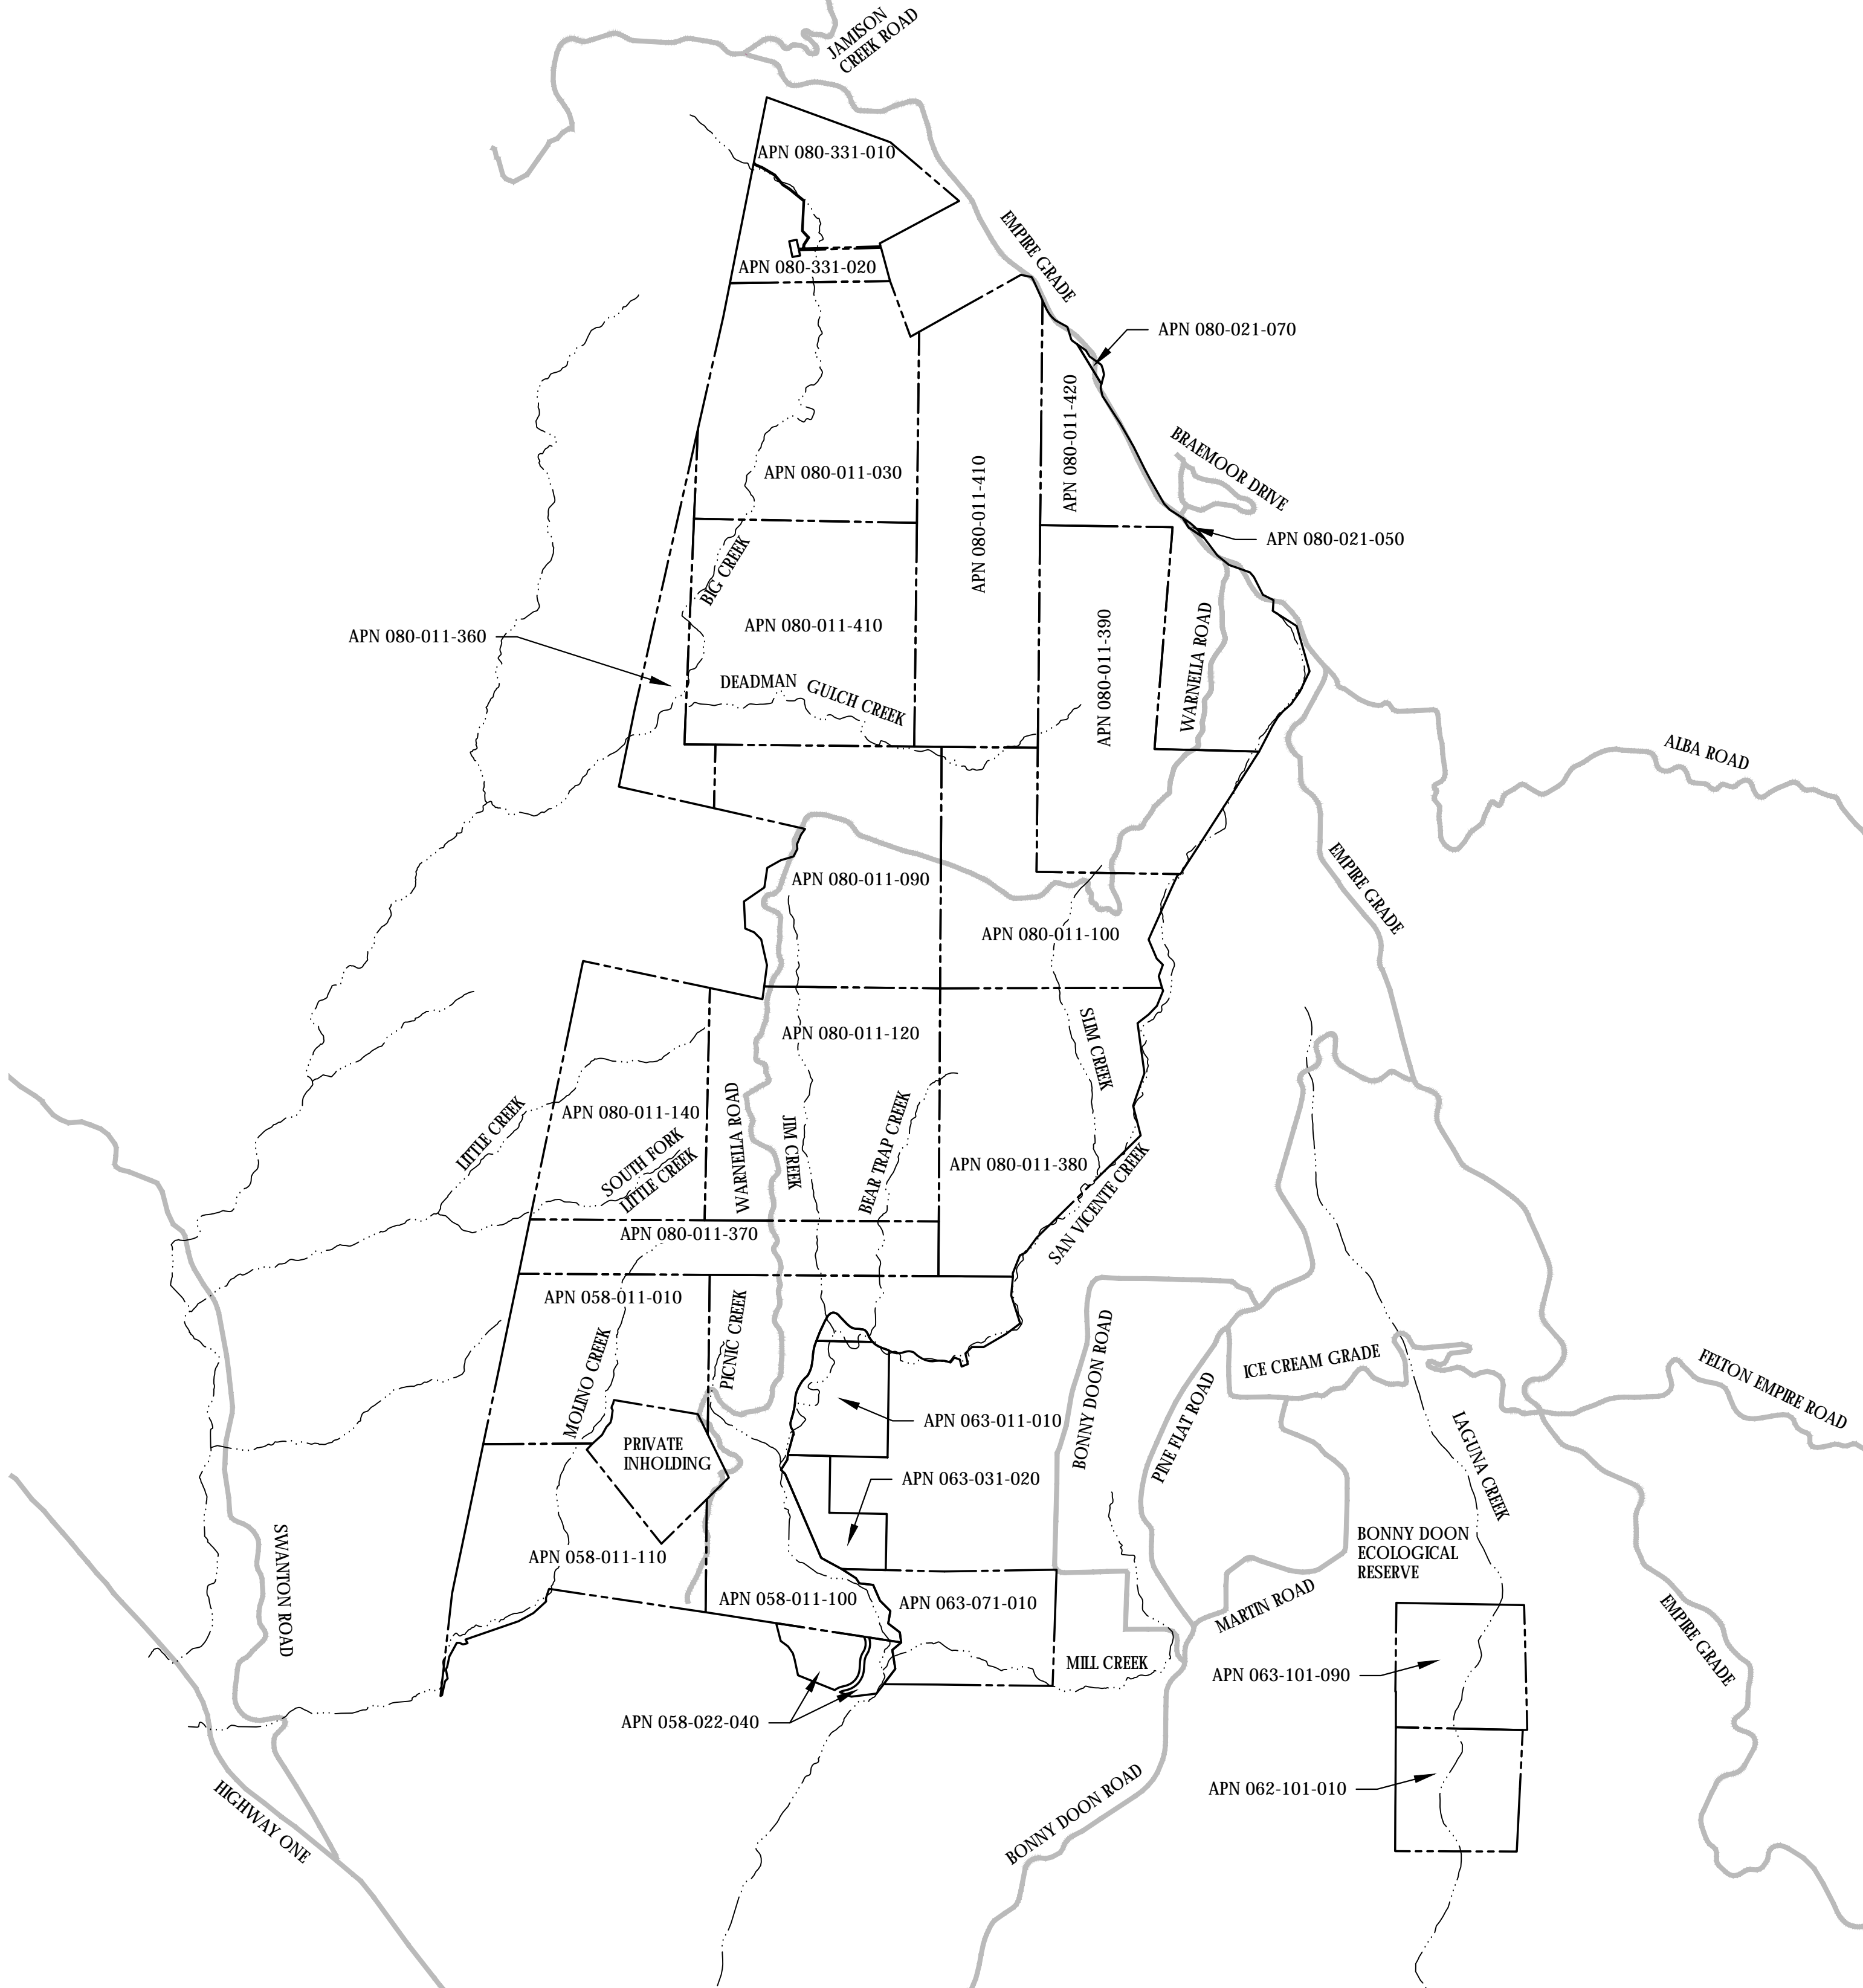 JAMISON
CREEK ROAD
APN 080-331-010
EMPIRE GRADE
APN 080-331-020
APN 080-021-070
APN 080-011-420
BRAEMOOR DRIVE
APN 080-011-030
APN 080-011-410
APN 080-021-050
BIG CREEK
APN 080-011-410
APN 080-011-360
APN 080-011-390
WARNELLA ROAD
DEADMAN GULCH CREEK
ALBA ROAD
EMPIRE GRADE
APN 080-011-090
APN 080-011-100
APN 080-011-120
SLIM CREEK
LITTLE CREEK
APN 080-011-140
SOUTH FORK
LITTLE CREEK
WARNELLA ROAD
JIM CREEK
BEAR TRAP CREEK
APN 080-011-380
SAN VICENTE CREEK
APN 080-011-370
APN 058-011-010
PICNIC CREEK
MOLINO CREEK
BONNY DOON ROAD
ICE CREAM GRADE
FELTON EMPIRE ROAD
PINE FLAT ROAD
APN 063-011-010
PRIVATE
INHOLDING
LAGUNA CREEK
APN 063-031-020
SWANTON ROAD
BONNY DOON
ECOLOGICAL
RESERVE
APN 058-011-110
APN 058-011-100
APN 063-071-010
MARTIN ROAD
EMPIRE GRADE
MILL CREEK
APN 063-101-090
APN 058-022-040
APN 062-101-010
HIGHWAY ONE
BONNY DOON ROAD